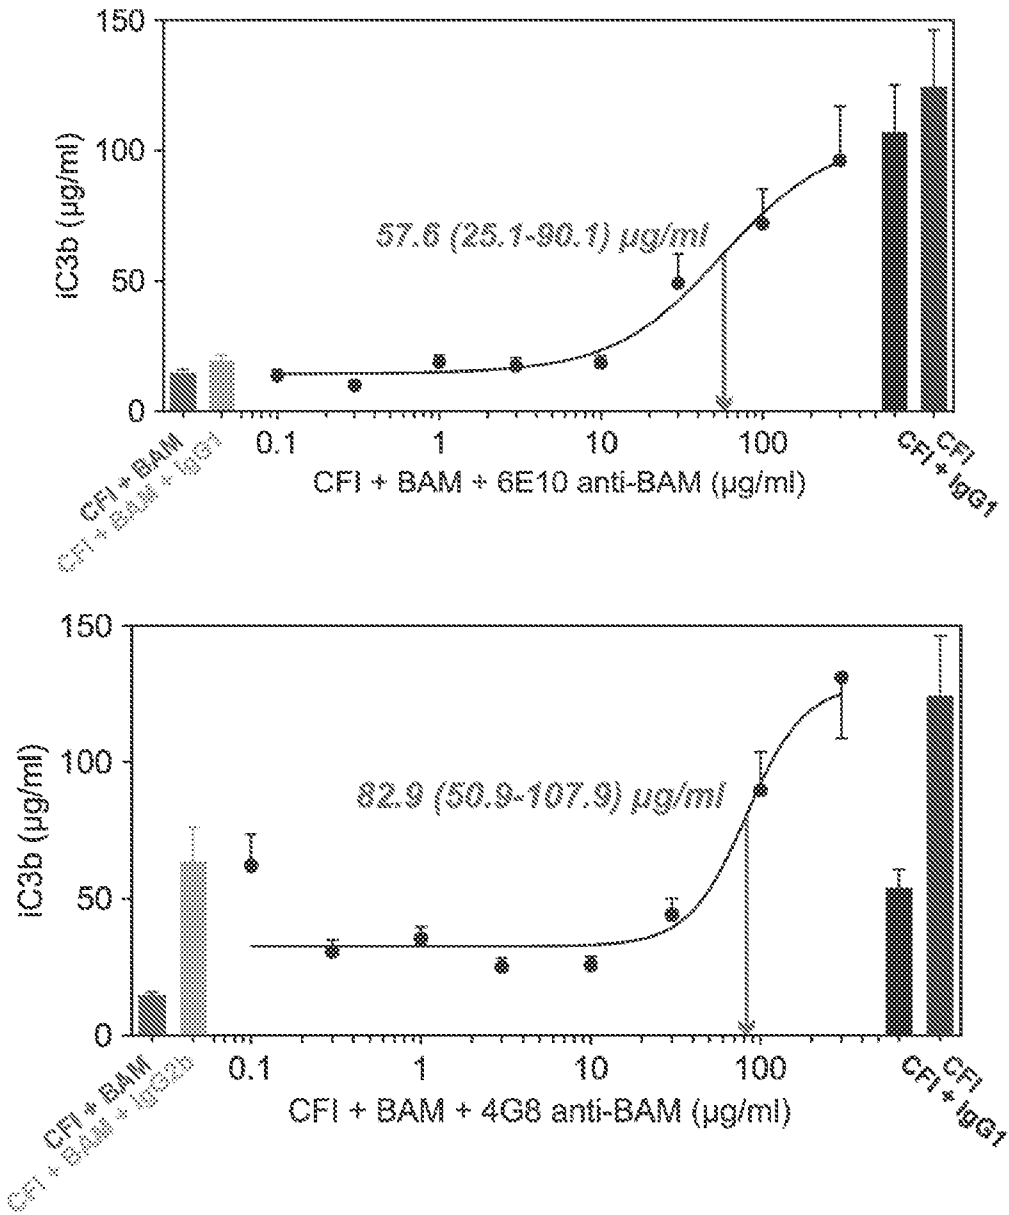 150
100
50
0
iC3b (µg/ml)
57.6 (25.1-90.1) µg/ml
0.1
1
10
100
CFI + BAM
CFI + BAM + IgG1
CFI + BAM + 6E10 anti-BAM (µg/ml)
CFI
CFI + IgG1
150
100
50
0
iC3b (µg/ml)
82.9 (50.9-107.9) µg/ml
0.1
1
10
100
CFI + BAM
CFI + BAM + IgG2b
CFI + BAM + 4G8 anti-BAM (µg/ml)
CFI
CFI + IgG1